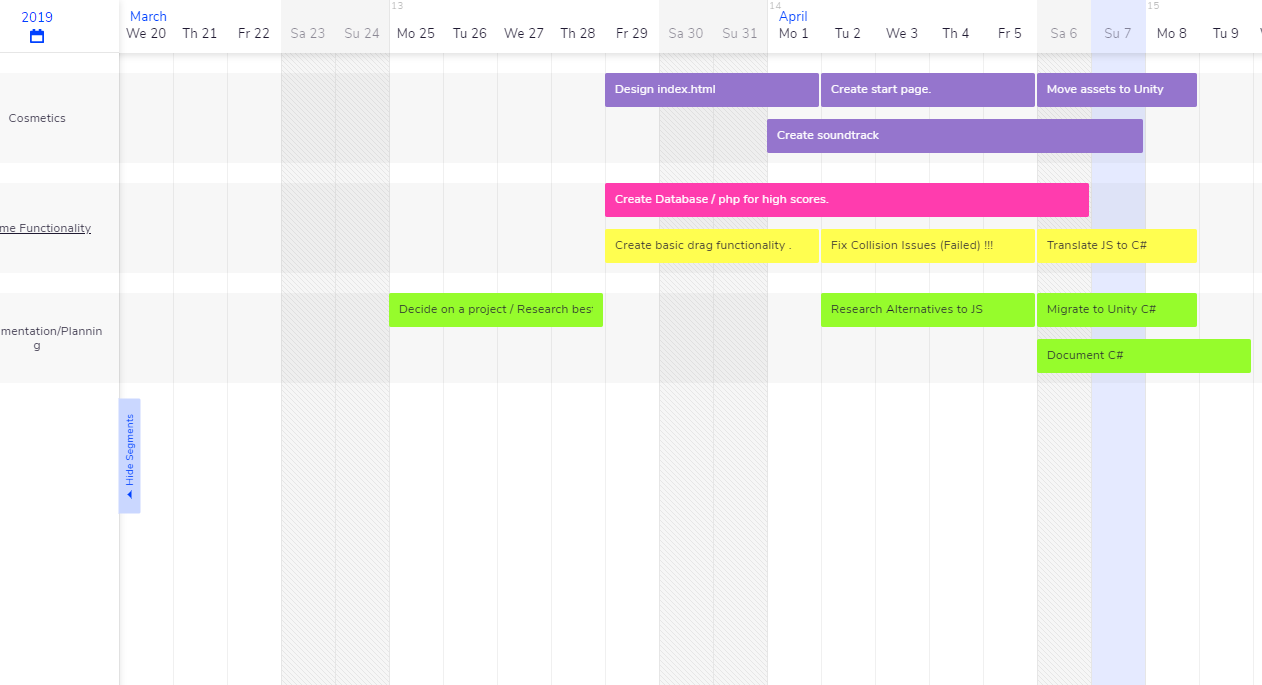 2019
13
14
15
March
April
We 20 Th 21 Fr 22 Sa 23 Su 24 Mo 25 Tu 26 We 27 Th 28 Fr 29 Sa 30 Su 31 Mo 1 Tu 2 We 3 Th 4 Fr 5 Sa 6 Su 7 Mo 8 Tu 9
Design index.html
Create start page.
Move assets to Unity
Cosmetics
Create soundtrack
Create Database / php for high scores.
me Functionality
Create basic drag functionality .
Fix Collision Issues (Failed) !!!
Translate JS to C#
Decide on a project / Research bes
Research Alternatives to JS
Migrate to Unity C#
mentation/Plannin
g
Document C#
Hide Segments